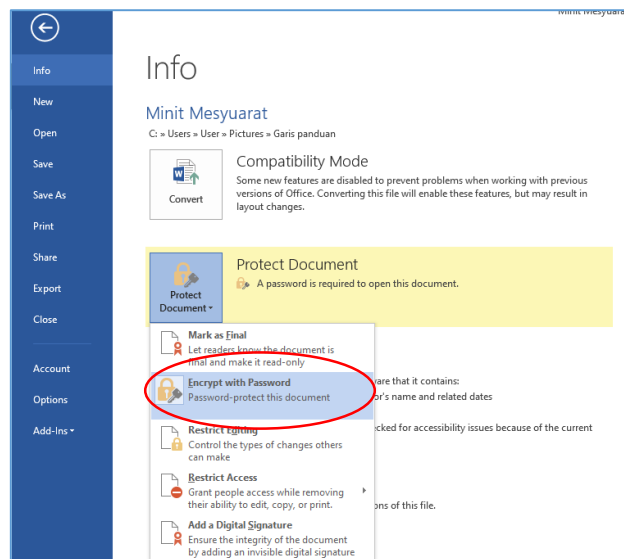 Minit Mesyuara
Info
New
Open
Save
Save As
Print
Share
Export
Close
Account
Options
Add-Ins
Info
Minit Mesyuarat
C: » Users » User » Pictures » Garis panduan
Convert
Compatibility Mode
Some new features are disabled to prevent problems when working with previous
versions of Office. Converting this file will enable these features, but may result in
layout changes.
Protect
Document
Protect Document
A password is required to open this document.
Mark as Final
Let readers know the document is
final and make it read-only
Encrypt with Password
Password-protect this document
Restrict Editing
Control the types of changes others
can make
Restrict Access
Grant people access while removing
their ability to edit, copy, or print.
Add a Digital Signature
Ensure the integrity of the document
by adding an invisible digital signature
are that it contains:
or's name and related dates
cked for accessibility issues because of the current
ns of this file.